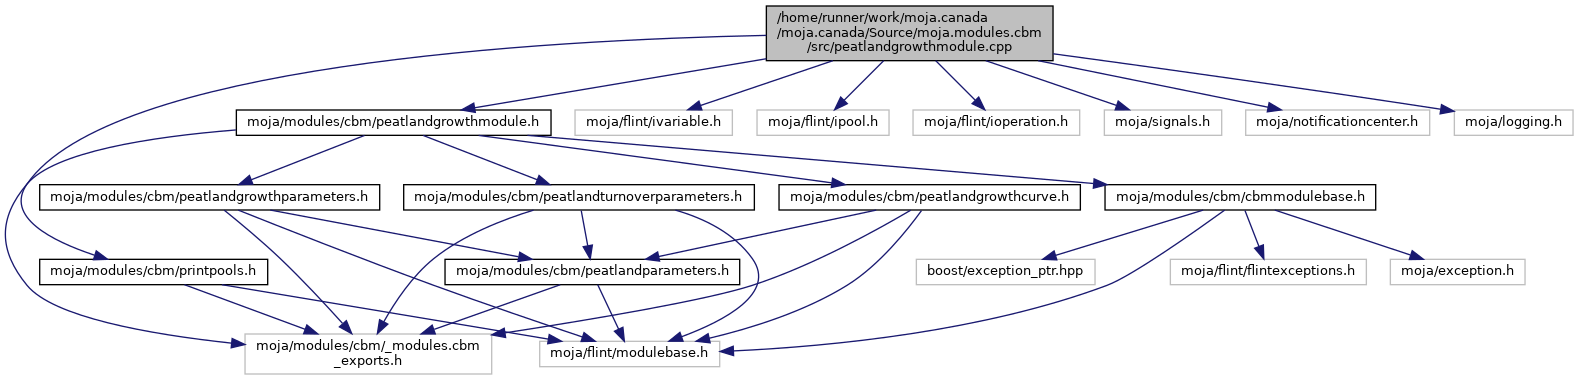 /home/runner/work/moja.canada
/moja.canada/Source/moja.modules.cbm
/src/peatlandgrowthmodule.cpp
moja/modules/cbm/peatlandgrowthmodule.h
moja/flint/ivariable.h
moja/flint/ipool.h
moja/flint/ioperation.h
moja/signals.h
moja/notificationcenter.h
moja/logging.h
moja/modules/cbm/peatlandgrowthparameters.h
moja/modules/cbm/peatlandturnoverparameters.h
moja/modules/cbm/peatlandgrowthcurve.h
moja/modules/cbm/cbmmodulebase.h
moja/modules/cbm/printpools.h
moja/modules/cbm/peatlandparameters.h
boost/exception_ptr.hpp
moja/flint/flintexceptions.h
moja/exception.h
moja/modules/cbm/_modules.cbm
_exports.h
moja/flint/modulebase.h